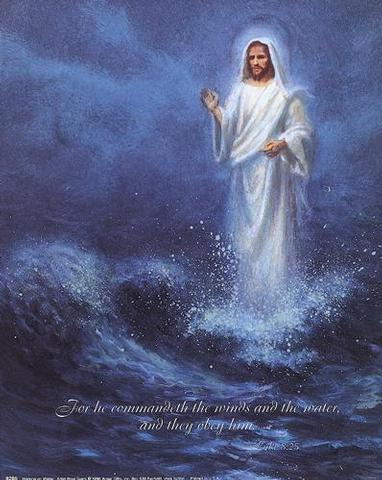 For he commandeth the winds and the water,
and they obey him.
Luke 8:25